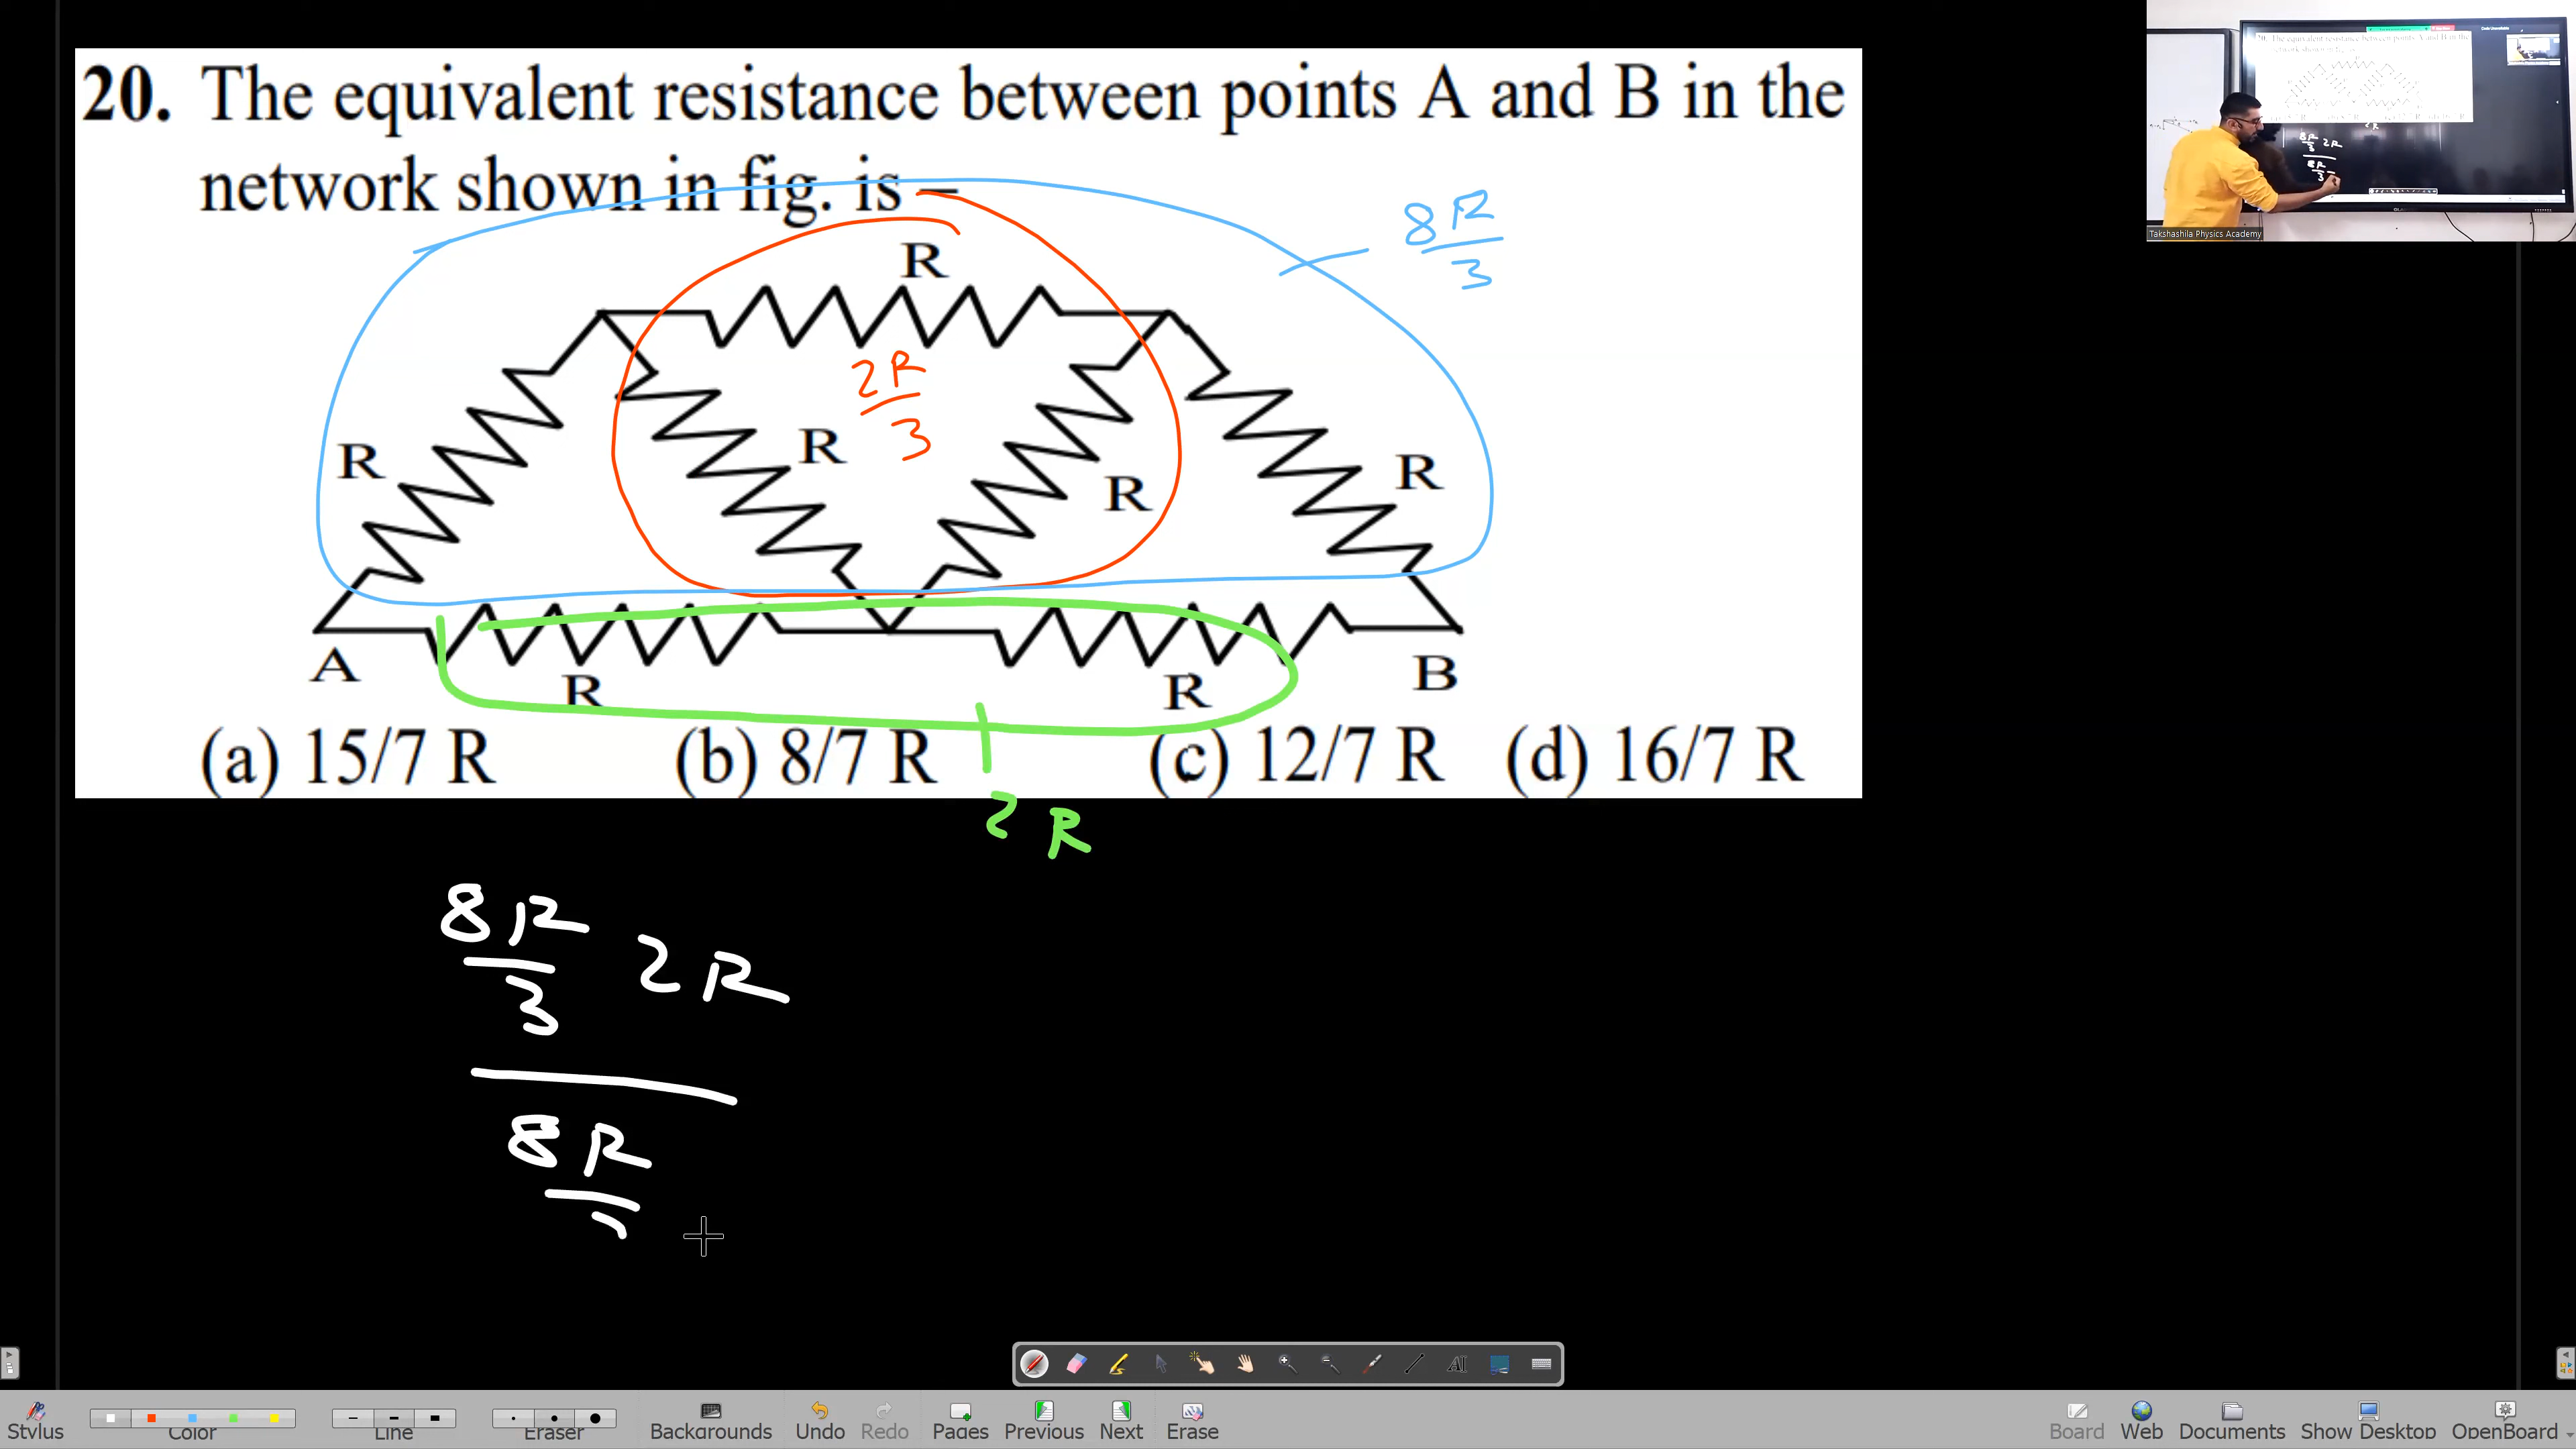 20. The equivalent resistance between points A and B in the
network shown in fig. is –
8R
3
R
2R
3
R
R
R
R
A
R
R
B
(a) 15/7 R (b) 8/7 R (c) 12/7 R (d) 16/7 R
2R
8R
3
2R
8R
Takshashila Physics Academy
Stylus
Color
Line
Eraser
Backgrounds
Undo
Redo
Pages
Previous
Next
Erase
Board
Web
Documents
Show Desktop
OpenBoard